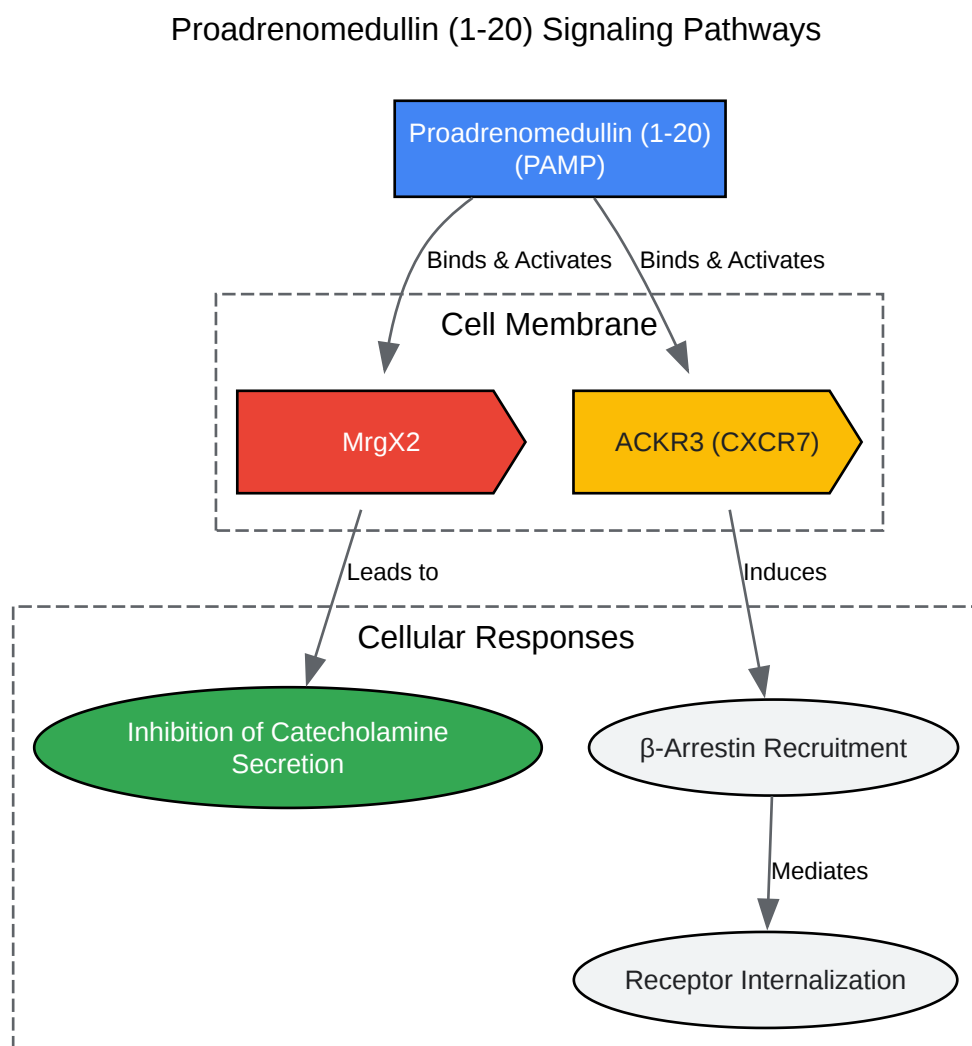 Proadrenomedullin (1-20) Signaling Pathways
Proadrenomedullin (1-20)
(PAMP)
Binds & Activates
Binds & Activates
Cell Membrane
MrgX2
ACKR3 (CXCR7)
Leads to
Induces
Cellular Responses
Inhibition of Catecholamine
Secretion
β-Arrestin Recruitment
Mediates
Receptor Internalization